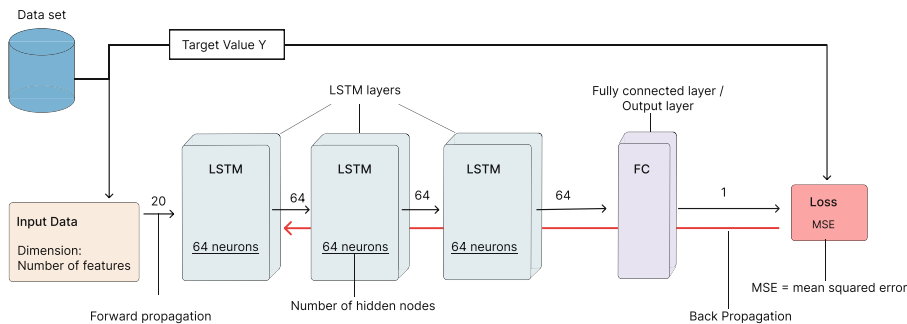 Data set
Target Value Y
LSTM layers
Fully connected layer /
Output layer
LSTM
LSTM
LSTM
FC
20
64
64
64
1
Input Data
Dimension:
Number of features
64 neurons
64 neurons
64 neurons
Loss
MSE
MSE = mean squared error
Number of hidden nodes
Forward propagation
Back Propagation